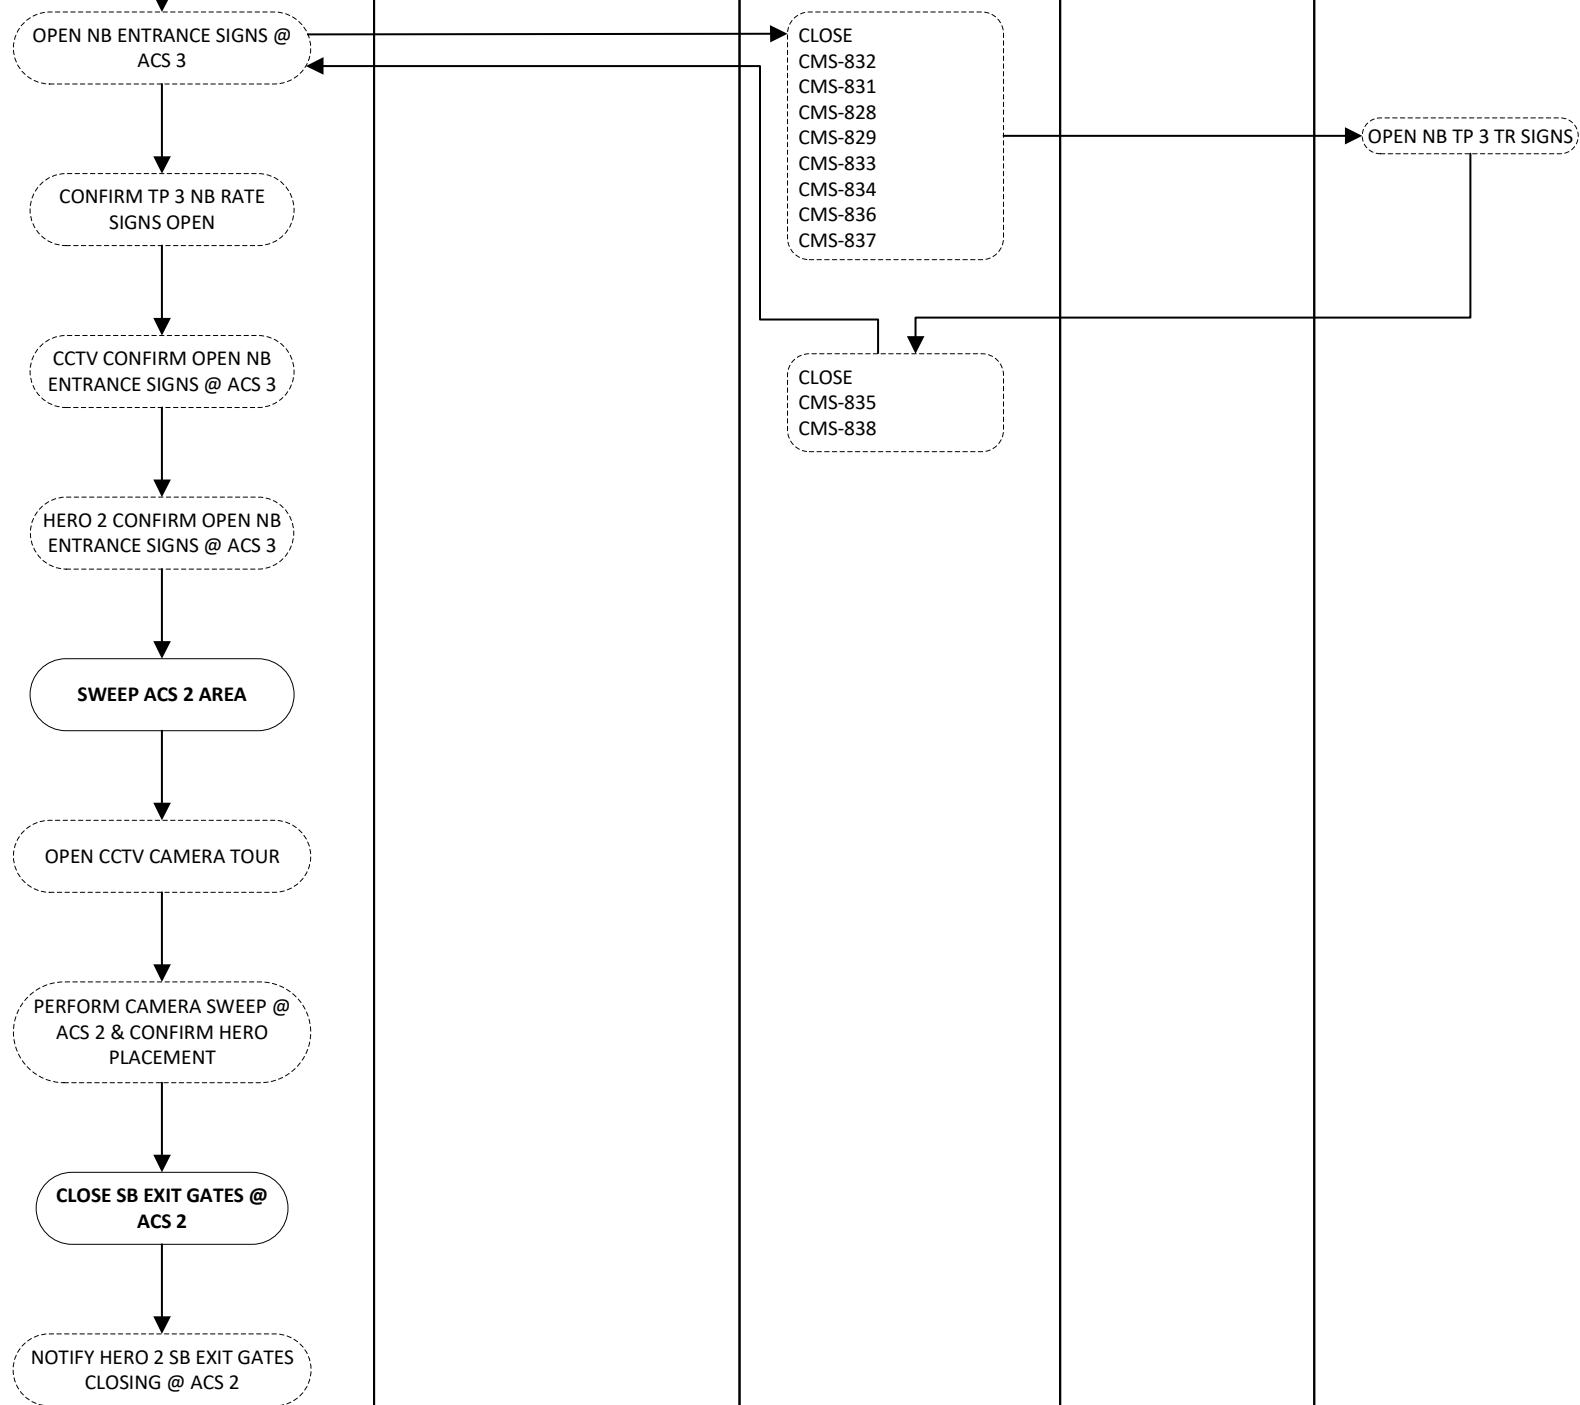 OPEN NB ENTRANCE SIGNS @
ACS 3
CLOSE
CMS-832
CMS-831
CMS-828
CMS-829
CMS-833
CMS-834
CMS-836
CMS-837
OPEN NB TP 3 TR SIGNS
CLOSE
CMS-835
CMS-838
CONFIRM TP 3 NB RATE
SIGNS OPEN
CCTV CONFIRM OPEN NB
ENTRANCE SIGNS @ ACS 3
HERO 2 CONFIRM OPEN NB
ENTRANCE SIGNS @ ACS 3
SWEEP ACS 2 AREA
OPEN CCTV CAMERA TOUR
PERFORM CAMERA SWEEP @
ACS 2 & CONFIRM HERO
PLACEMENT
CLOSE SB EXIT GATES @
ACS 2
NOTIFY HERO 2 SB EXIT GATES
CLOSING @ ACS 2